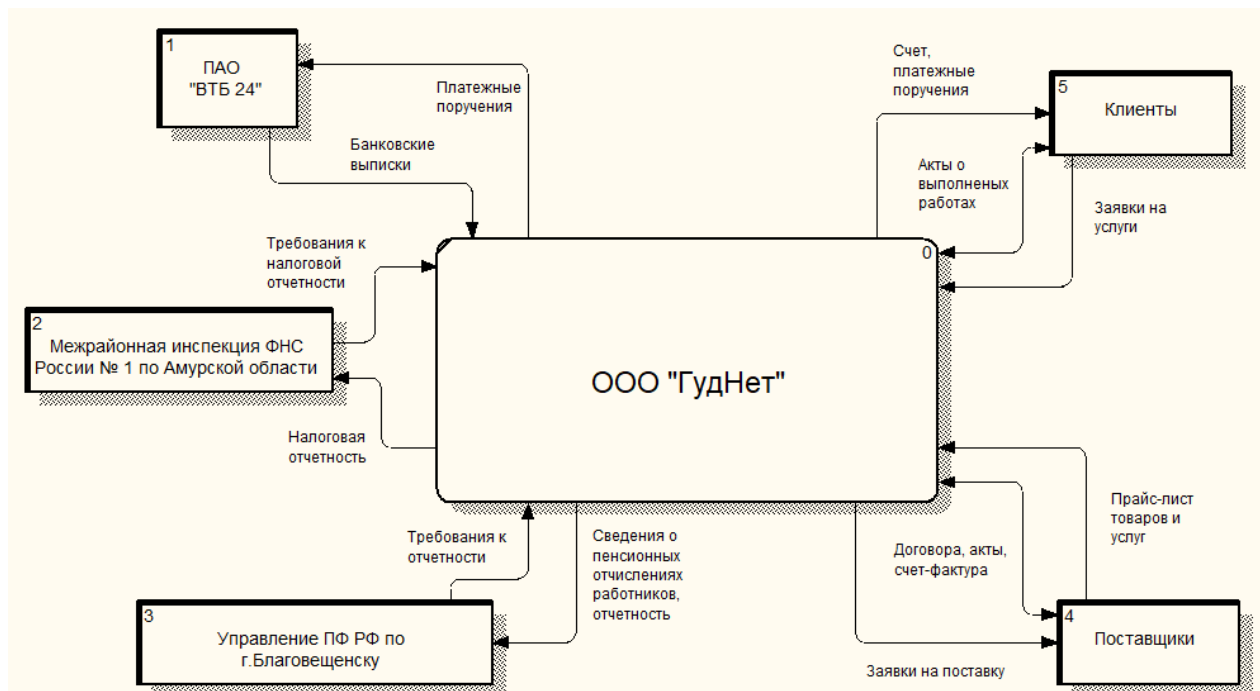 1
ПАО
"ВТБ 24"
Платежные
поручения
Банковские
выписки
Счет,
платежные
поручения
5
Клиенты
Акты о
выполненых
работах
Заявки на
услуги
Требования к
налоговой
отчетности
2
Межрайонная инспекция ФНС
России № 1 по Амурской области
Налоговая
отчетность
0
ООО "ГудНет"
Требования к
отчетности
Сведения о
пенсионных
отчислениях
работников,
отчетность
3
Управление ПФ РФ по
г.Благовещенску
Договора, акты,
счет-фактура
Прайс-лист
товаров и
услуг
4
Поставщики
Заявки на поставку